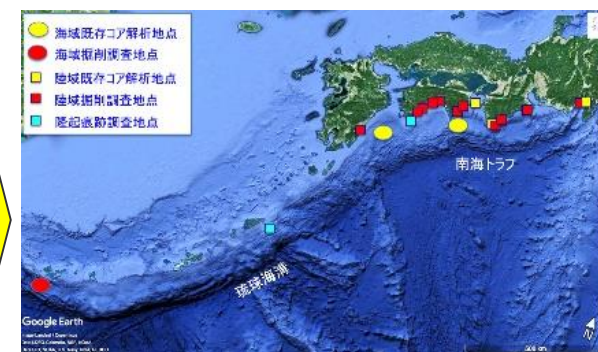 海域既存コア解析地点
海域掘削調査地点
陸域既存コア解析地点
陸域掘削調査地点
隆起痕跡調査地点
南海トラフ
琉球海溝
Google Earth